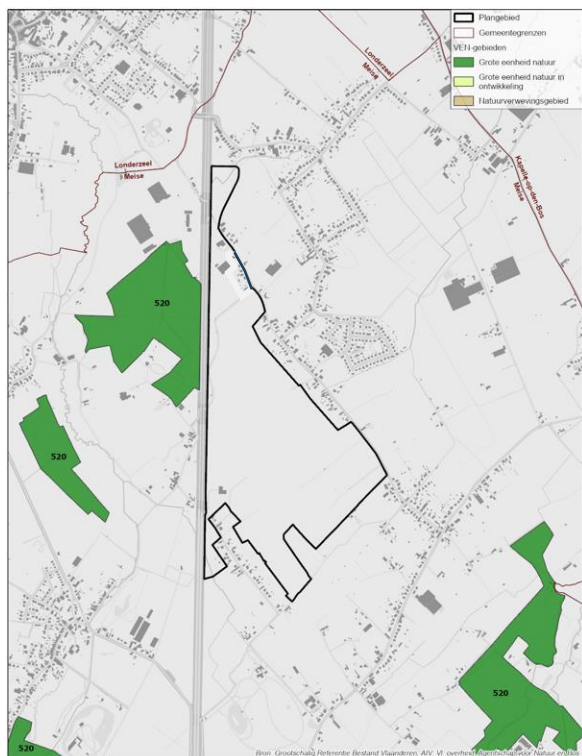 Plangebied
Gemeentegrenzen
VEN-gebieden
Grote eenheid natuur
Grote eenheid natuur in
ontwikkeling
Natuurverwevingsgebied
Londerzeel
Meise
Londerzeel
Meise
Kapelle-op-den-Bos
Meise
520
520
520
520
Bron: Grootschalig Referentie Bestand Vlaanderen, AIV, Vl. overheid, Agentschap voor Natuur en